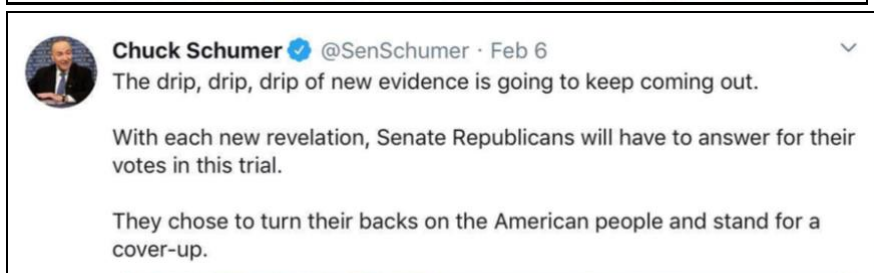 Chuck Schumer @SenSchumer · Feb 6
The drip, drip, drip of new evidence is going to keep coming out.
With each new revelation, Senate Republicans will have to answer for their
votes in this trial.
They chose to turn their backs on the American people and stand for a
cover-up.